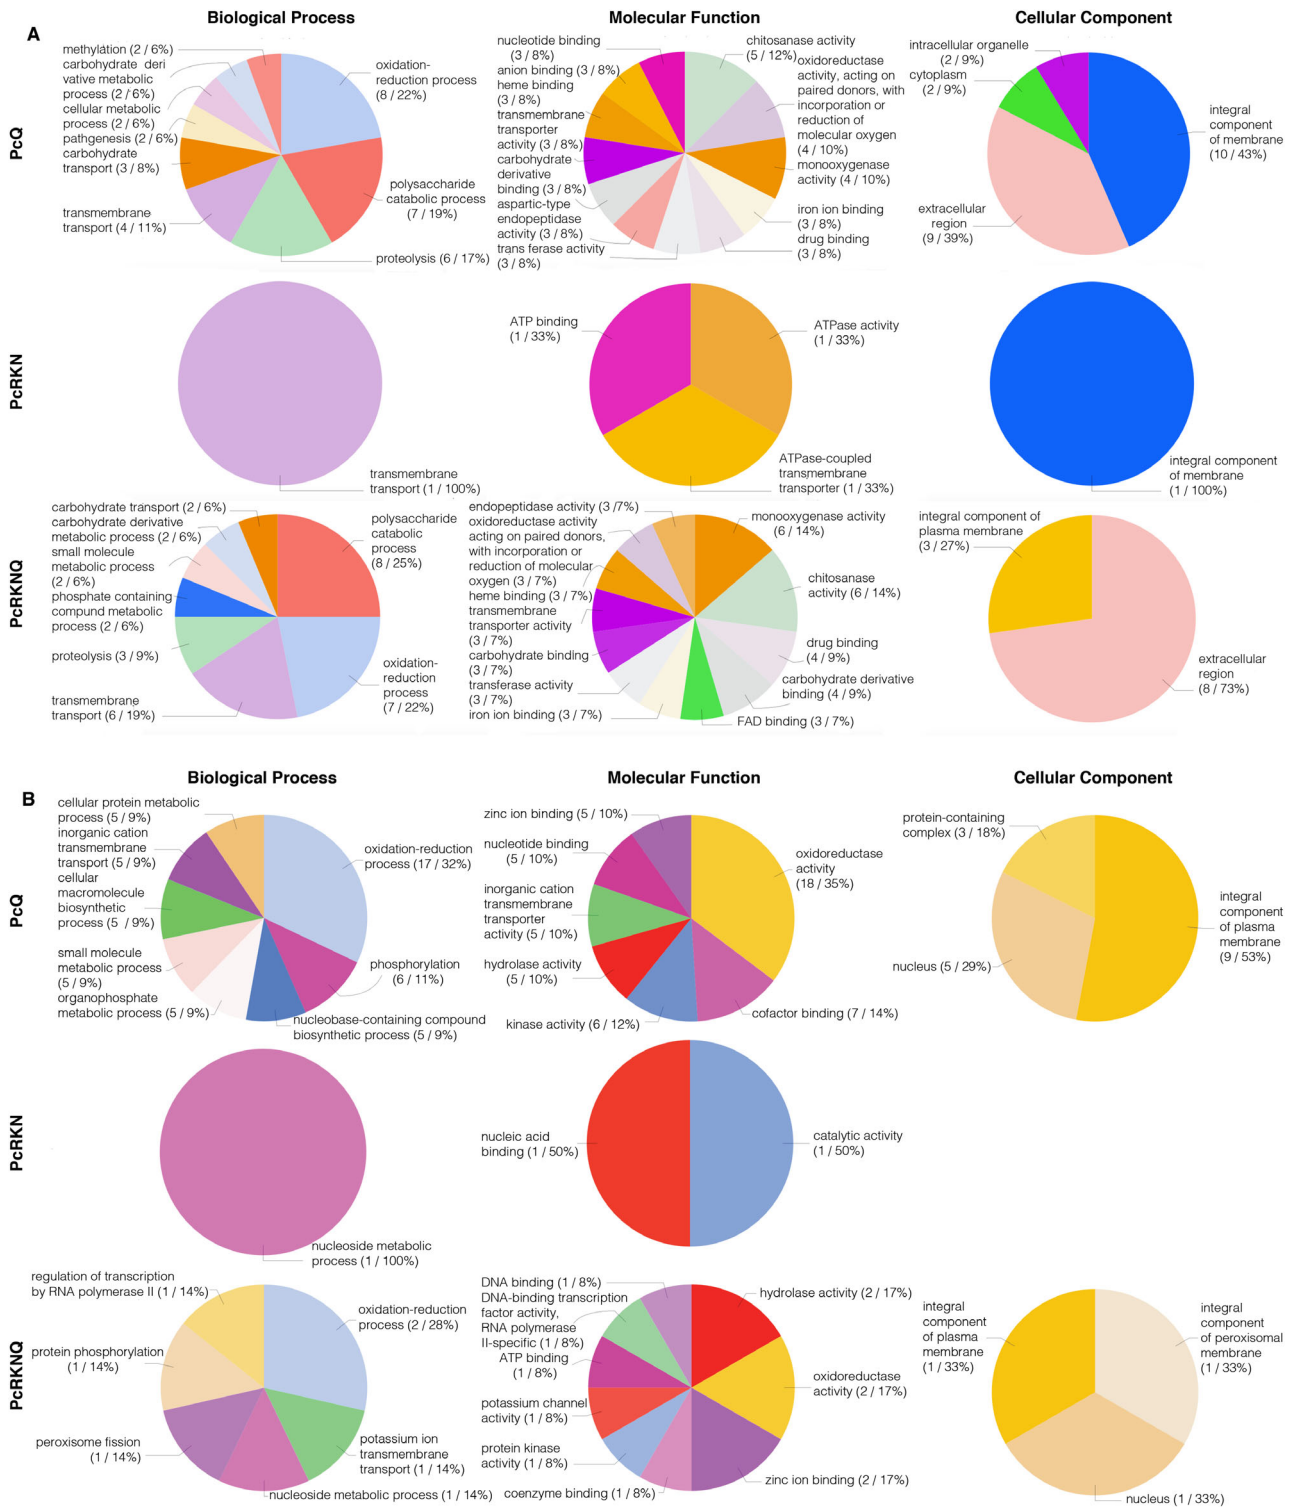 Biological Process
Molecular Function
Cellular Component
A
PcQ
methylation (2 / 6%)
carbohydrate deri
vative metabolic
process (2 / 6%)
cellular metabolic
process (2 / 6%)
pathgenesis (2 / 6%)
carbohydrate
transport (3 / 8%)
transmembrane
transport (4 / 11%)
oxidation-
reduction process
(8 / 22%)
polysaccharide
catabolic process
(7 / 19%)
proteolysis (6 / 17%)
nucleotide binding
(3 / 8%)
anion binding (3 / 8%)
heme binding
(3 / 8%)
transmembrane
transporter
activity (3 / 8%)
carbohydrate
derivative
binding (3 / 8%)
aspartic-type
endopeptidase
activity (3 / 8%)
trans ferase activity
(3 / 8%)
chitosanase activity
(5 / 12%)
oxidoreductase
activity, acting on
paired donors, with
incorporation or
reduction of
molecular oxygen
(4 / 10%)
monooxygenase
activity (4 / 10%)
iron ion binding
(3 / 8%)
drug binding
(3 / 8%)
intracellular organelle
(2 / 9%)
cytoplasm
(2 / 9%)
extracellular
region
(9 / 39%)
integral
component
of membrane
(10 / 43%)
PcRKN
transmembrane
transport (1 / 100%)
ATP binding
(1 / 33%)
ATPase activity
(1 / 33%)
ATPase-coupled
transmembrane
transporter (1 / 33%)
integral component
of membrane
(1 / 100%)
PcRKNQ
carbohydrate transport (2 / 6%)
carbohydrate derivative
metabolic process (2 / 6%)
small molecule
metabolic process
(2 / 6%)
phosphate containing
compund metabolic
process (2 / 6%)
proteolysis (3 / 9%)
transmembrane
transport (6 / 19%)
polysaccharide
catabolic
process
(8 / 25%)
oxidation-
reduction
process
(7 / 22%)
endopeptidase activity (3 /7%)
oxidoreductase activity
acting on paired donors,
with incorporation or
reduction of molecular
oxygen (3 / 7%)
heme binding (3 / 7%)
transmembrane
transporter activity
(3 / 7%)
carbohydrate binding
(3 / 7%)
transferase activity
(3 / 7%)
iron ion binding (3 / 7%)
monooxygenase activity
(6 / 14%)
chitosanase
activity (6 / 14%)
drug binding
(4 / 9%)
carbohydrate derivative
binding (4 / 9%)
FAD binding (3 / 7%)
integral component of
plasma membrane
(3 / 27%)
extracellular
region
(8 / 73%)
Biological Process
Molecular Function
Cellular Component
B
PcQ
cellular protein metabolic
process (5 / 9%)
inorganic cation
transmembrane
transport (5 / 9%)
cellular
macromolecule
biosynthetic
process (5 / 9%)
small molecule
metabolic process
(5 / 9%)
organophosphate
metabolic process (5 / 9%)
oxidation-reduction
process (17 / 32%)
phosphorylation
(6 / 11%)
nucleobase-containing compound
biosynthetic process (5 / 9%)
zinc ion binding (5 / 10%)
nucleotide binding
(5 / 10%)
inorganic cation
transmembrane
transporter
activity (5 / 10%)
hydrolase activity
(5 / 10%)
kinase activity (6 / 12%)
oxidoreductase
activity
(18 / 35%)
cofactor binding (7 / 14%)
protein-containing
complex (3 / 18%)
nucleus (5 / 29%)
integral
component
of plasma
membrane
(9 / 53%)
PcRKN
nucleoside metabolic
process (1 / 100%)
nucleic acid
binding (1 / 50%)
catalytic activity
(1 / 50%)
PcRKNQ
regulation of transcription
by RNA polymerase II (1 / 14%)
protein phosphorylation
(1 / 14%)
peroxisome fission
(1 / 14%)
oxidation-reduction
process (2 / 28%)
potassium ion
transmembrane
transport (1 / 14%)
nucleoside metabolic process (1 / 14%)
DNA binding (1 / 8%)
DNA-binding transcription
factor activity,
RNA polymerase
II-specific (1 / 8%)
ATP binding
(1 / 8%)
potassium channel
activity (1 / 8%)
protein kinase
activity (1 / 8%)
coenzyme binding (1 / 8%)
hydrolase activity (2 / 17%)
oxidoreductase
activity (2 / 17%)
zinc ion binding (2 / 17%)
integral
component
of plasma
membrane
(1 / 33%)
integral
component
of peroxisomal
membrane
(1 / 33%)
nucleus (1 / 33%)